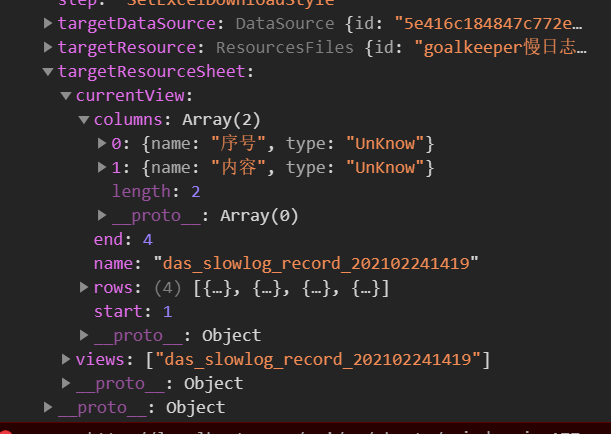 step: "SetExcelDownloadStyle"
▶ targetDataSource: DataSource {id: "5e416c184847c772e…
▶ targetResource: ResourcesFiles {id: "goalkeeper慢日志…
▼ targetResourceSheet:
▼ currentView:
▼ columns: Array(2)
▶ 0: {name: "序号", type: "UnKnow"}
▶ 1: {name: "内容", type: "UnKnow"}
length: 2
▶ __proto__: Array(0)
end: 4
name: "das_slowlog_record_202102241419"
▶ rows: (4) [{…}, {…}, {…}, {…}]
start: 1
▶ __proto__: Object
▶ views: ["das_slowlog_record_202102241419"]
▶ __proto__: Object
▶ __proto__: Object